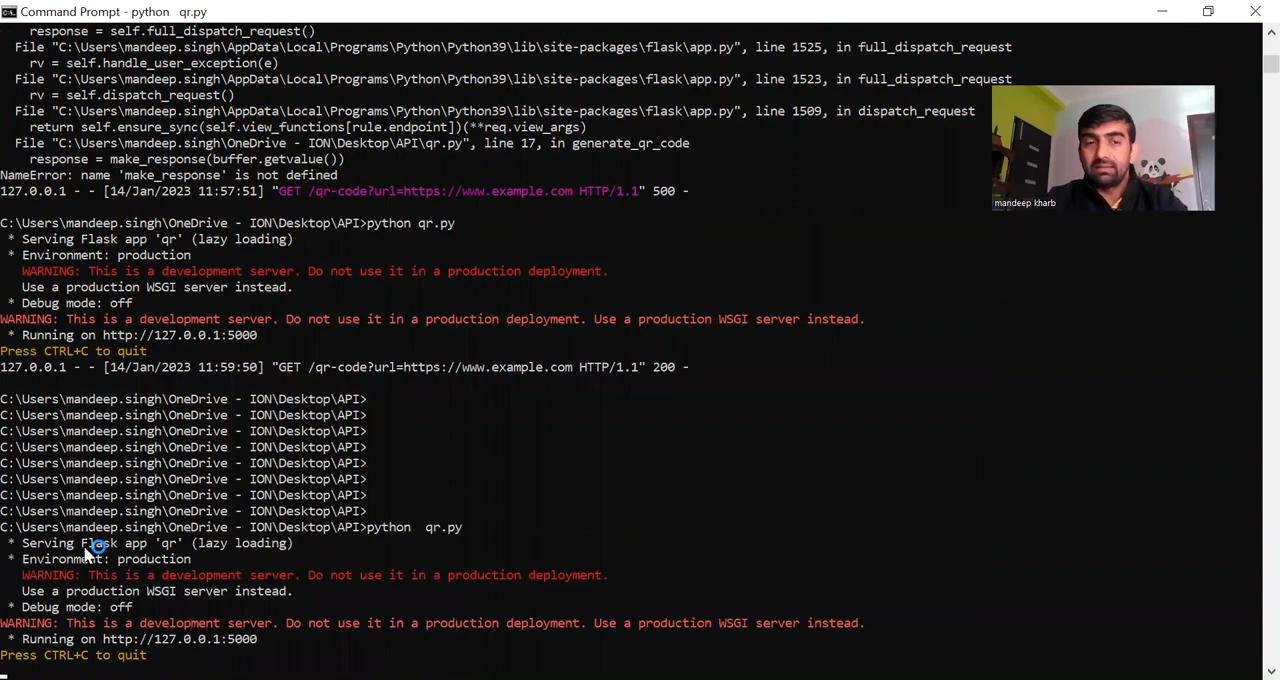 Command Prompt - python  qr.py
response = self.full_dispatch_request()
File "C:\Users\mandeep.singh\AppData\Local\Programs\Python\Python39\lib\site-packages\flask\app.py", line 1525, in full_dispatch_request
rv = self.handle_user_exception(e)
File "C:\Users\mandeep.singh\AppData\Local\Programs\Python\Python39\lib\site-packages\flask\app.py", line 1523, in full_dispatch_request
rv = self.dispatch_request()
File "C:\Users\mandeep.singh\AppData\Local\Programs\Python\Python39\lib\site-packages\flask\app.py", line 1509, in dispatch_request
return self.ensure_sync(self.view_functions[rule.endpoint])(**req.view_args)
File "C:\Users\mandeep.singh\OneDrive - ION\Desktop\API\qr.py", line 17, in generate_qr_code
response = make_response(buffer.getvalue())
NameError: name 'make_response' is not defined
127.0.0.1 - - [14/Jan/2023 11:57:51] "GET /qr-code?url=https://www.example.com HTTP/1.1" 500 -
mandeep kharb
C:\Users\mandeep.singh\OneDrive - ION\Desktop\API>python qr.py
* Serving Flask app 'qr' (lazy loading)
* Environment: production
WARNING: This is a development server. Do not use it in a production deployment.
Use a production WSGI server instead.
* Debug mode: off
WARNING: This is a development server. Do not use it in a production deployment. Use a production WSGI server instead.
* Running on http://127.0.0.1:5000
Press CTRL+C to quit
127.0.0.1 - - [14/Jan/2023 11:59:50] "GET /qr-code?url=https://www.example.com HTTP/1.1" 200 -
C:\Users\mandeep.singh\OneDrive - ION\Desktop\API>
C:\Users\mandeep.singh\OneDrive - ION\Desktop\API>
C:\Users\mandeep.singh\OneDrive - ION\Desktop\API>
C:\Users\mandeep.singh\OneDrive - ION\Desktop\API>
C:\Users\mandeep.singh\OneDrive - ION\Desktop\API>
C:\Users\mandeep.singh\OneDrive - ION\Desktop\API>
C:\Users\mandeep.singh\OneDrive - ION\Desktop\API>
C:\Users\mandeep.singh\OneDrive - ION\Desktop\API>
C:\Users\mandeep.singh\OneDrive - ION\Desktop\API>python  qr.py
* Serving Flask app 'qr' (lazy loading)
* Environment: production
WARNING: This is a development server. Do not use it in a production deployment.
Use a production WSGI server instead.
* Debug mode: off
WARNING: This is a development server. Do not use it in a production deployment. Use a production WSGI server instead.
* Running on http://127.0.0.1:5000
Press CTRL+C to quit